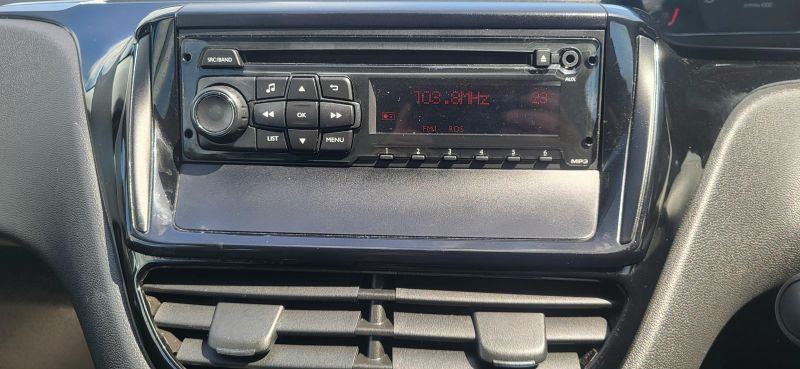 SRC/BAND
AUX
103.8MHz 23
OK
FM1 RDS
LIST MENU
1 2 3 4 5 6
MP3